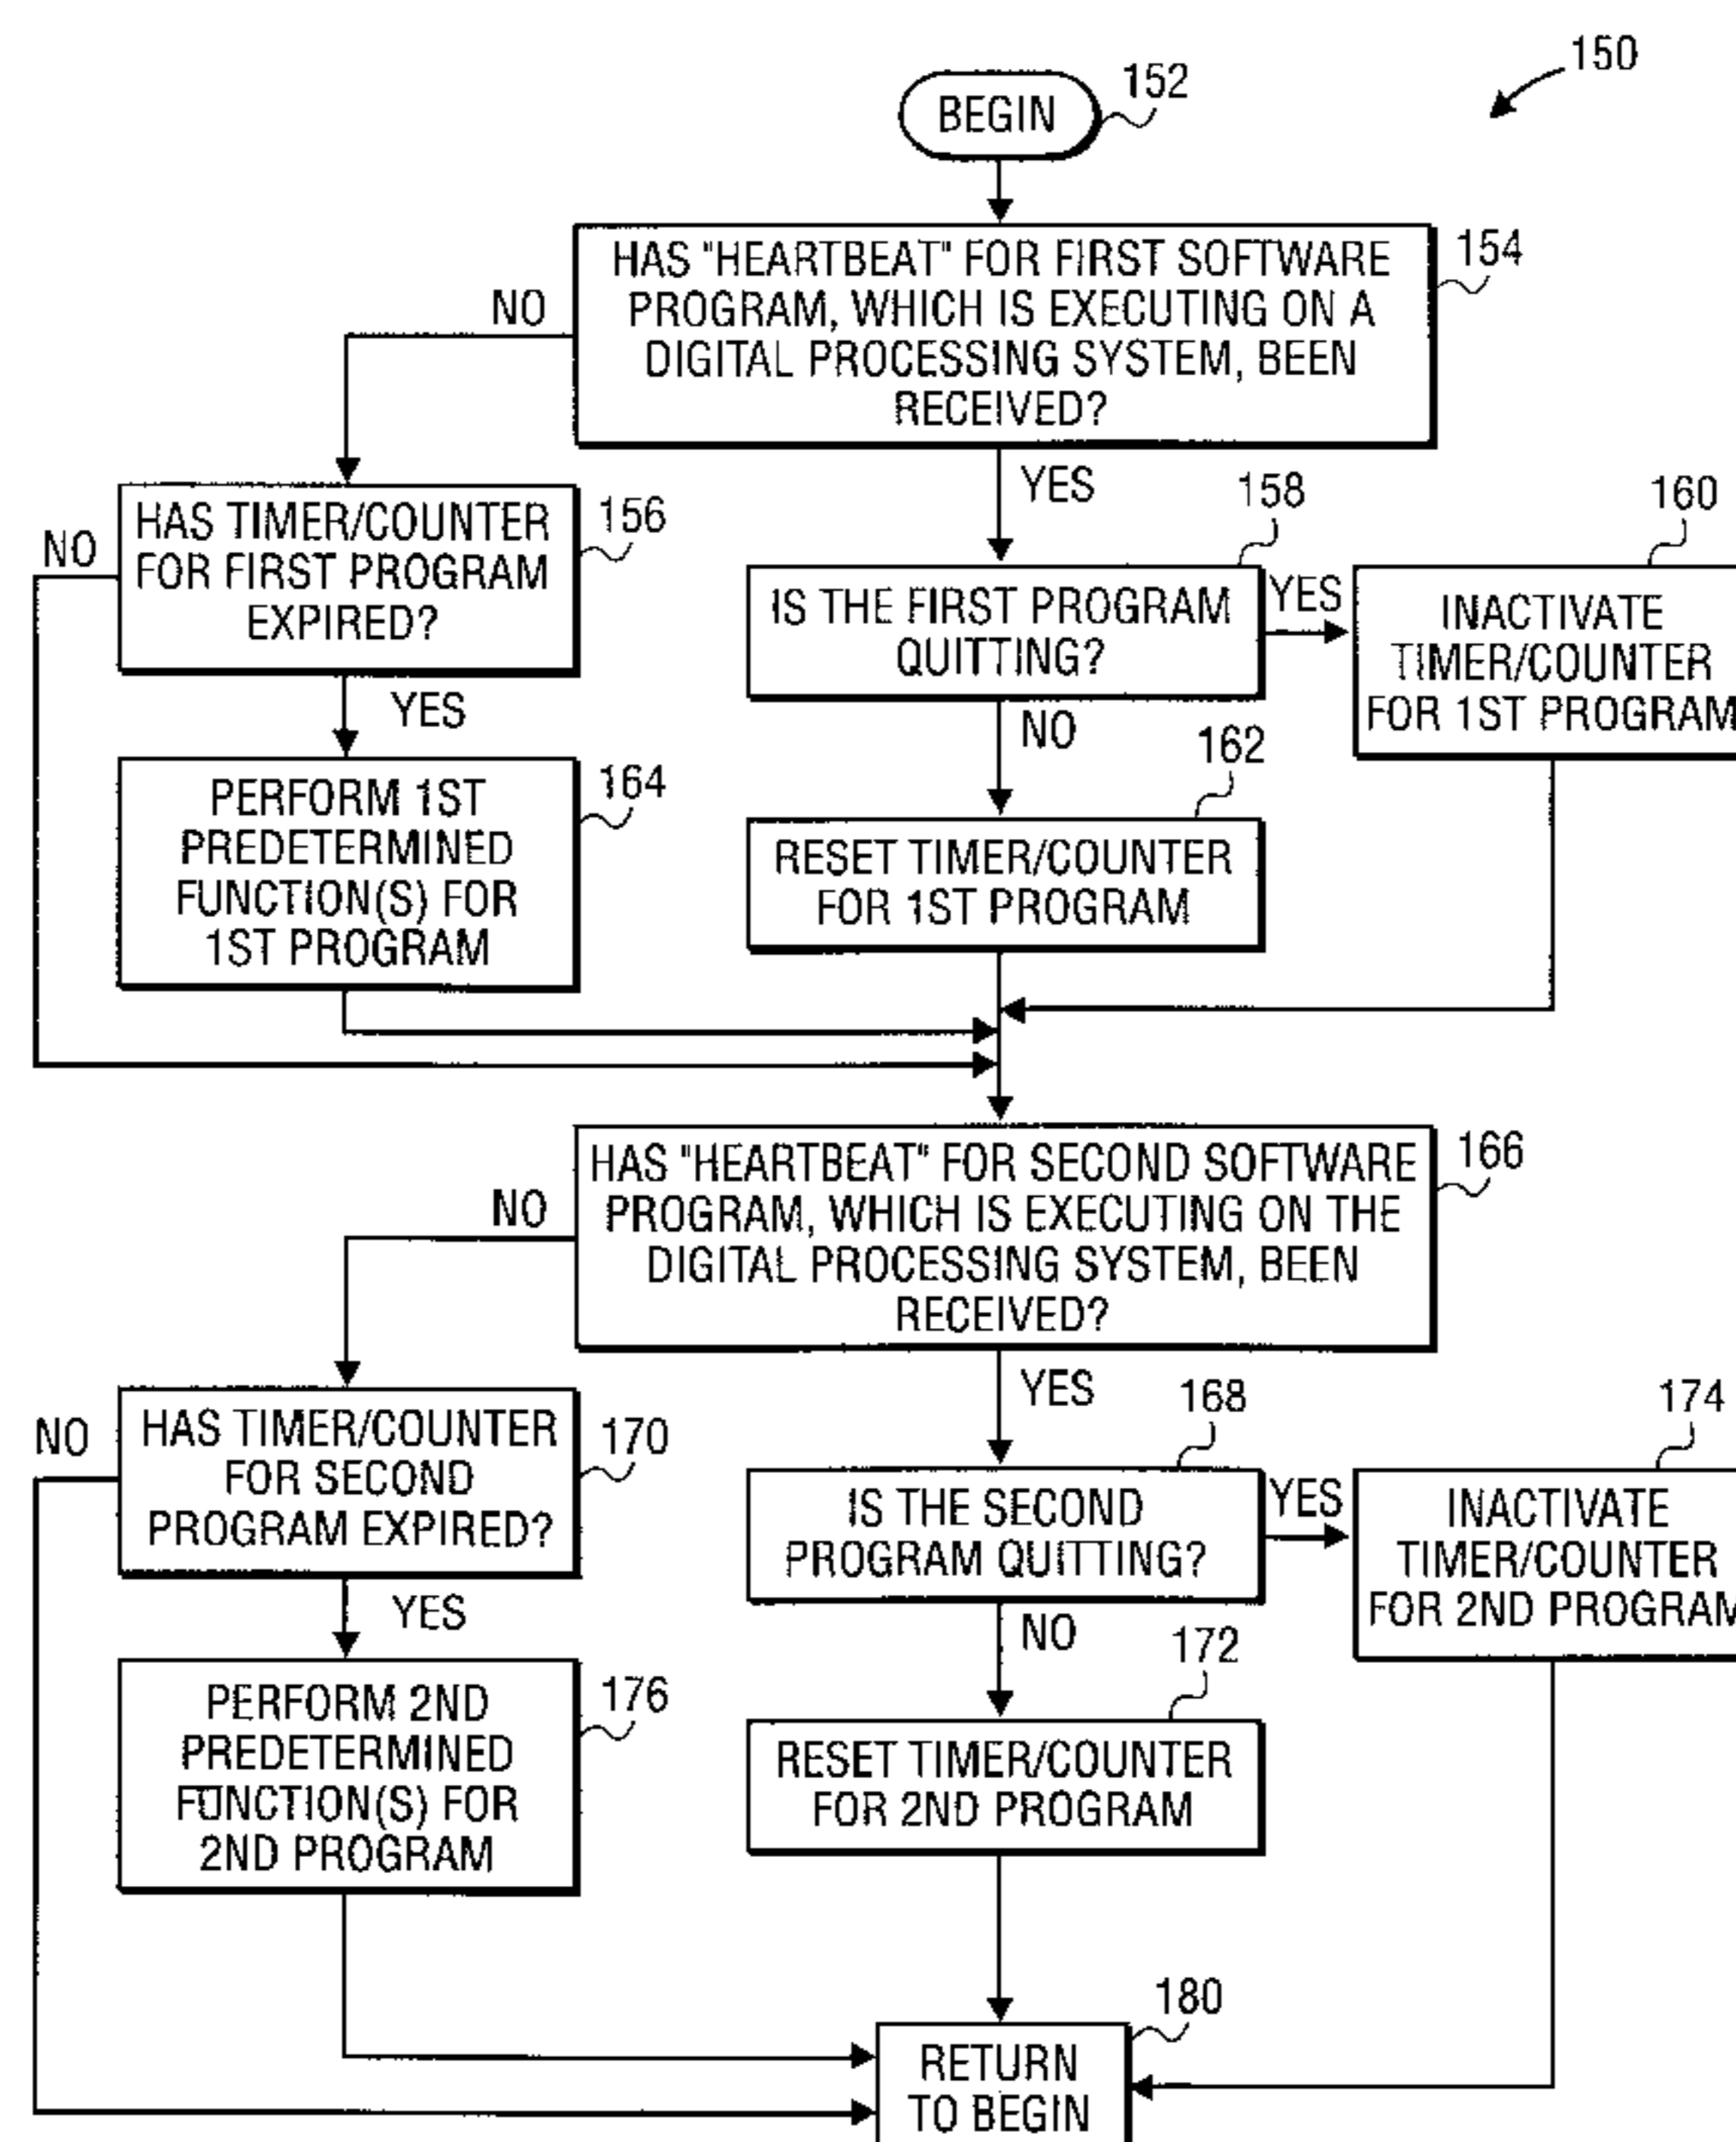 150
BEGIN
152
HAS "HEARTBEAT" FOR FIRST SOFTWARE
PROGRAM, WHICH IS EXECUTING ON A
DIGITAL PROCESSING SYSTEM, BEEN
RECEIVED?
154
NO
YES
HAS TIMER/COUNTER
FOR FIRST PROGRAM
EXPIRED?
156
NO
YES
IS THE FIRST PROGRAM
QUITTING?
158
YES
NO
INACTIVATE
TIMER/COUNTER
FOR 1ST PROGRAM
160
PERFORM 1ST
PREDETERMINED
FUNCTION(S) FOR
1ST PROGRAM
164
RESET TIMER/COUNTER
FOR 1ST PROGRAM
162
HAS "HEARTBEAT" FOR SECOND SOFTWARE
PROGRAM, WHICH IS EXECUTING ON THE
DIGITAL PROCESSING SYSTEM, BEEN
RECEIVED?
166
NO
YES
HAS TIMER/COUNTER
FOR SECOND
PROGRAM EXPIRED?
170
NO
YES
IS THE SECOND
PROGRAM QUITTING?
168
YES
NO
INACTIVATE
TIMER/COUNTER
FOR 2ND PROGRAM
174
PERFORM 2ND
PREDETERMINED
FUNCTION(S) FOR
2ND PROGRAM
176
RESET TIMER/COUNTER
FOR 2ND PROGRAM
172
RETURN
TO BEGIN
180